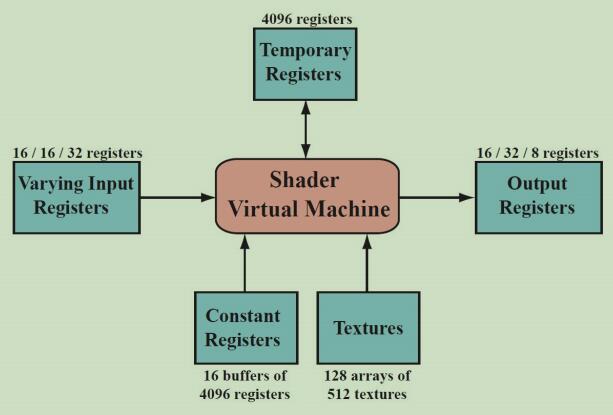 4096 registers
Temporary
Registers
16 / 16 / 32 registers
Varying Input
Registers
Shader
Virtual Machine
16 / 32 / 8 registers
Output
Registers
Constant
Registers
16 buffers of
4096 registers
Textures
128 arrays of
512 textures